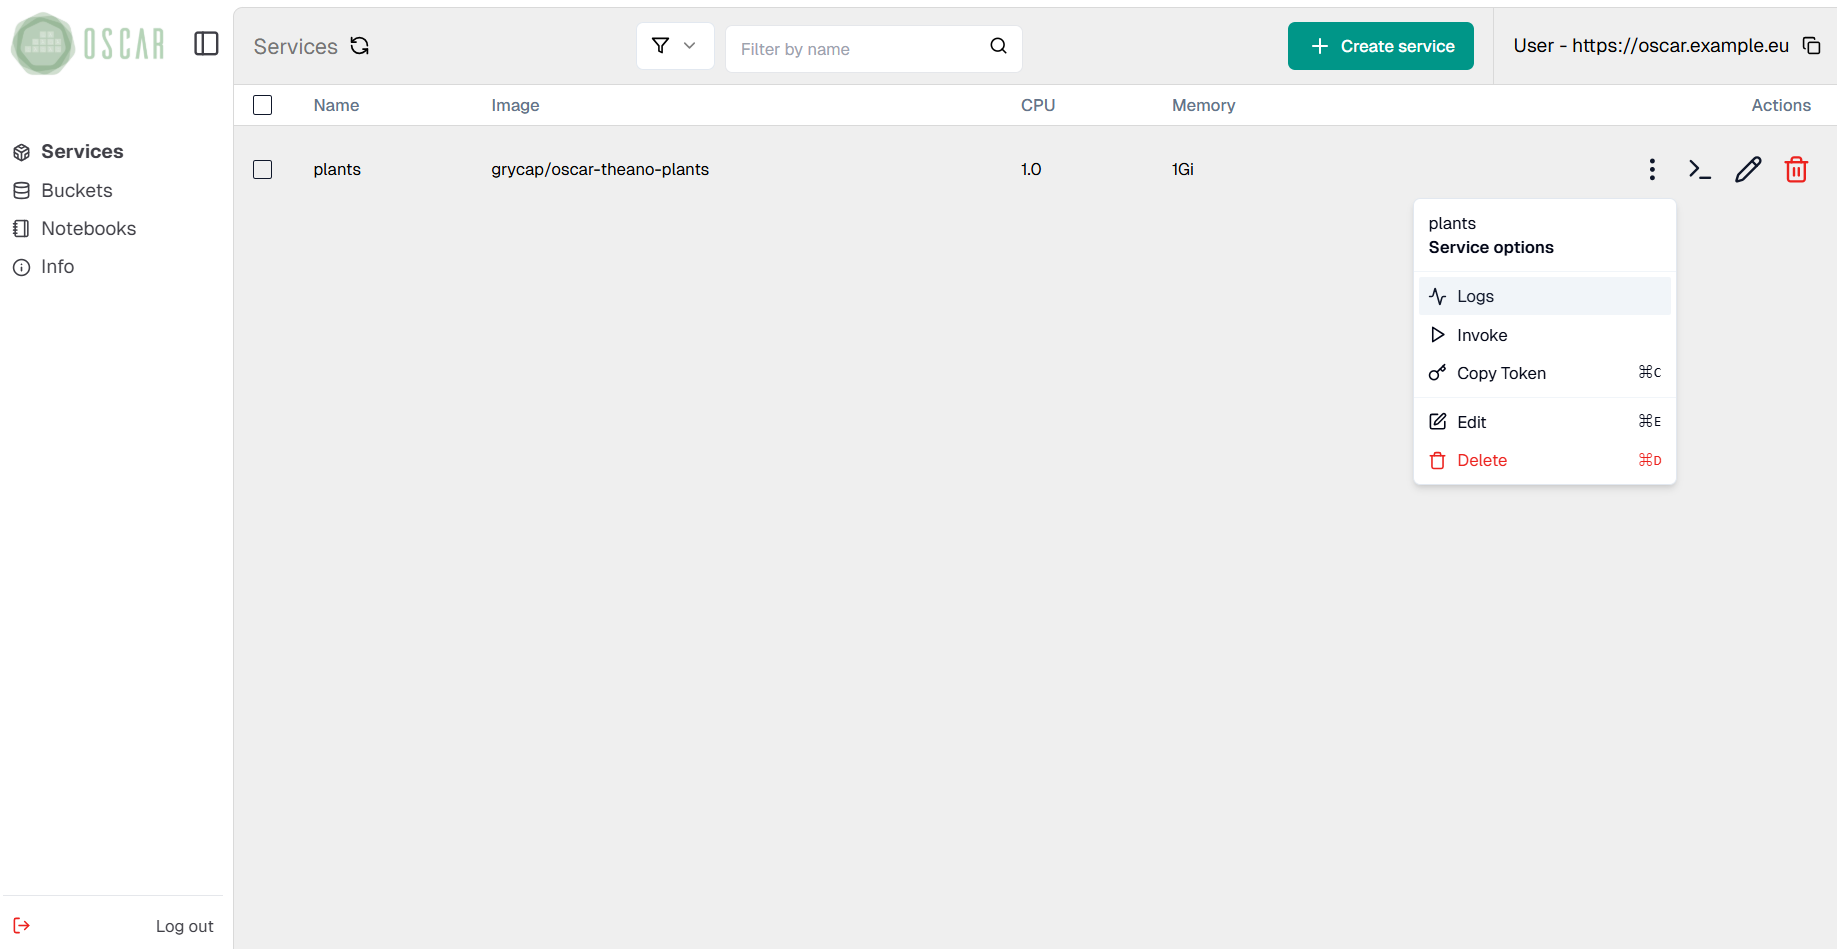 OSCAR
Services
Filter by name
Create service
User - https://oscar.example.eu
Name Image CPU Memory Actions
Services
Buckets
Notebooks
Info
plants grycap/oscar-theano-plants 1.0 1Gi
plants
Service options
Logs
Invoke
Copy Token ⌘C
Edit ⌘E
Delete ⌘D
Log out